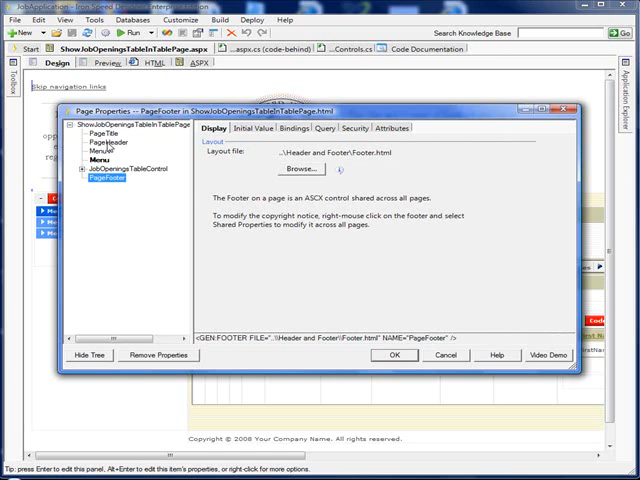 JobApplication - Iron Speed Designer Enterprise Edition
File Edit View Tools Databases Customize Build Deploy Help
New Run Search Knowledge Base Go
Start ShowJobOpeningsTableInTablePage.aspx ...aspx.cs (code-behind) ...Controls.cs Code Documentation
Design Preview HTML ASPX
Toolbox
Application Explorer
Skip navigation links
Page Properties -- PageFooter in ShowJobOpeningsTableInTablePage.html
ShowJobOpeningsTableInTablePage
PageTitle
PageHeader
Menu
Menu
JobOpeningsTableControl
PageFooter
Display Initial Value Bindings Query Security Attributes
Layout
Layout file: ..\Header and Footer\Footer.html
Browse...
The Footer on a page is an ASCX control shared across all pages.
To modify the copyright notice, right-mouse click on the footer and select
Shared Properties to modify it across all pages.
<GEN:FOOTER FILE="..\Header and Footer\Footer.html" NAME="PageFooter" />
Hide Tree Remove Properties OK Cancel Help Video Demo
Copyright © 2008 Your Company Name. All rights reserved.
Tip: press Enter to edit this panel, Alt+Enter to edit this item's properties, or right-click for more options.